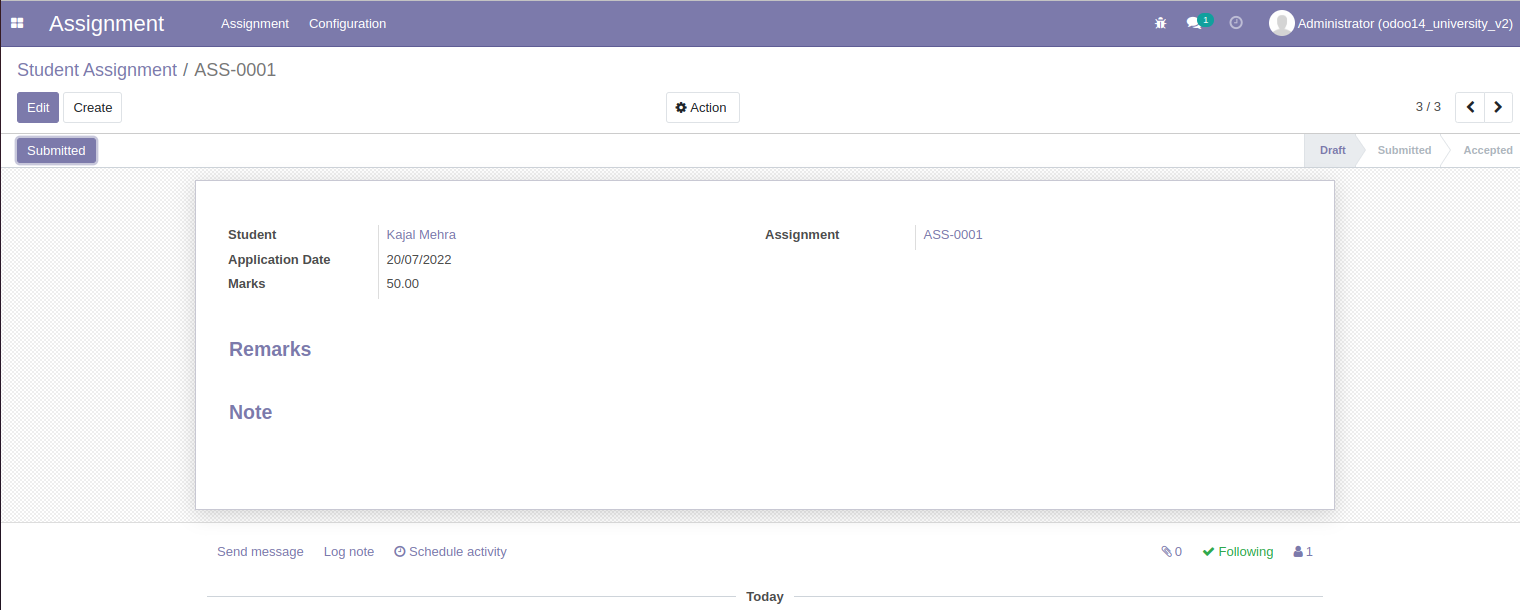 Assignment Assignment Configuration 1 Administrator (odoo14_university_v2)
Student Assignment / ASS-0001
Edit Create Action 3 / 3
Submitted Draft Submitted Accepted
Student Kajal Mehra Assignment ASS-0001
Application Date 20/07/2022
Marks 50.00
Remarks
Note
Send message Log note Schedule activity 0 Following 1
Today